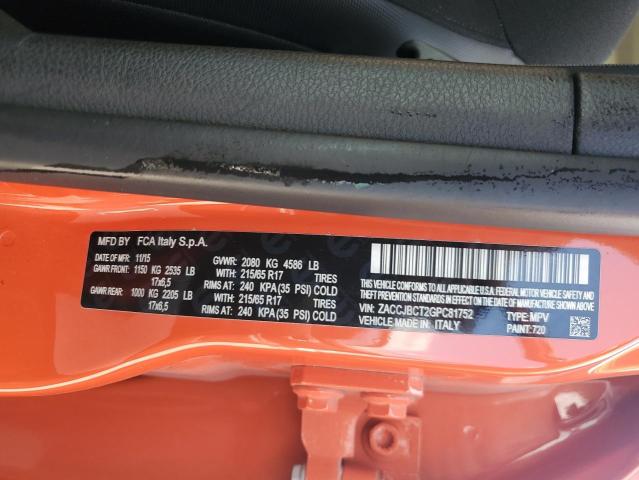 MFD BY FCA Italy S.p.A.
DATE OF MFR: 11/15 GVWR: 2080 KG 4586 LB
GAWR FRONT: 1150 KG 2535 LB WITH: 215/65 R17 TIRES
17x6,5 RIMS AT: 240 KPA(35 PSI) COLD
GAWR REAR: 1000 KG 2205 LB WITH: 215/65 R17 TIRES
17x6,5 RIMS AT: 240 KPA(35 PSI) COLD
THIS VEHICLE CONFORMS TO ALL APPLICABLE U.S.A. FEDERAL MOTOR VEHICLE SAFETY
AND THEFT PREVENTION STANDARDS IN EFFECT ON THE DATE OF MANUFACTURE SHOWN ABOVE.
VIN: ZACCJBCT2GPC81752 TYPE: MPV
VEHICLE MADE IN: ITALY PAINT: 720